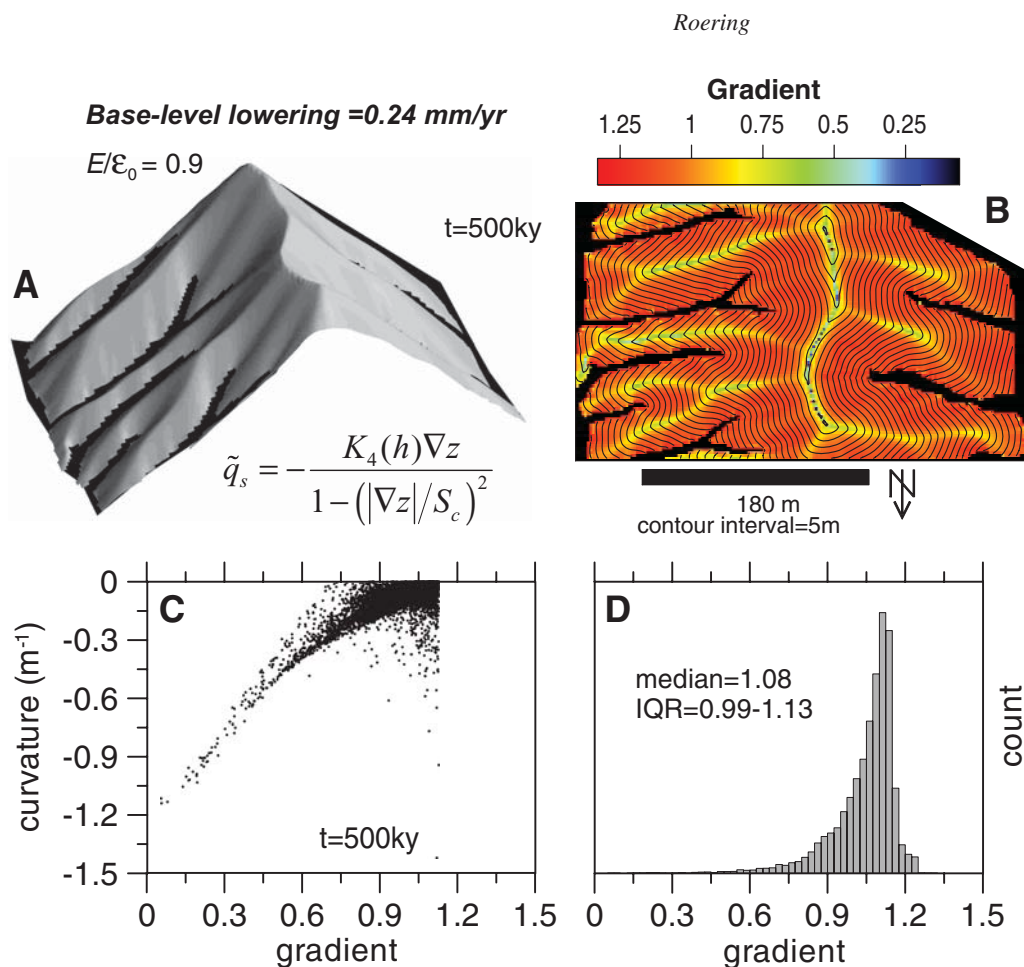 Roering
Base-level lowering =0.24 mm/yr
E/ε₀ = 0.9
t=500ky
A
q̃ₛ = − K₄(h)∇z / 1−(|∇z|/S_c)²
Gradient
1.25 1 0.75 0.5 0.25
B
180 m
contour interval=5m
N
C
0
-0.3
-0.6
-0.9
-1.2
-1.5
curvature (m⁻¹)
t=500ky
0 0.3 0.6 0.9 1.2 1.5
gradient
D
median=1.08
IQR=0.99-1.13
count
0 0.3 0.6 0.9 1.2 1.5
gradient